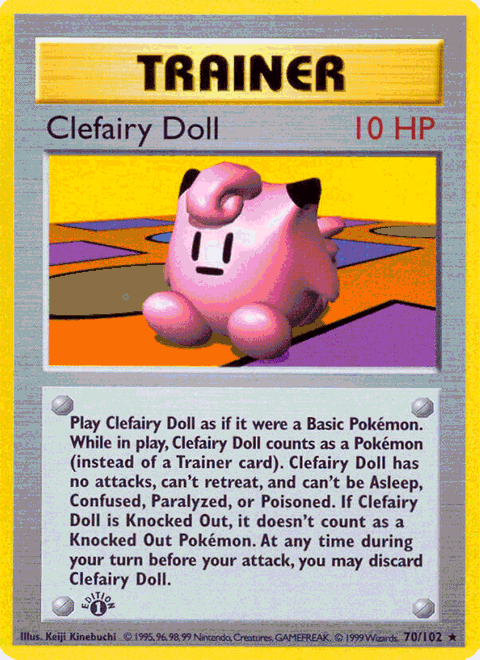 TRAINER
Clefairy Doll 10 HP
Play Clefairy Doll as if it were a Basic Pokémon.
While in play, Clefairy Doll counts as a Pokémon
(instead of a Trainer card). Clefairy Doll has
no attacks, can't retreat, and can't be Asleep,
Confused, Paralyzed, or Poisoned. If Clefairy
Doll is Knocked Out, it doesn't count as a
Knocked Out Pokémon. At any time during
your turn before your attack, you may discard
Clefairy Doll.
EDITION
1
Illus. Keiji Kinebuchi © 1995, 96, 98, 99 Nintendo, Creatures, GAMEFREAK. © 1999 Wizards. 70/102 ★